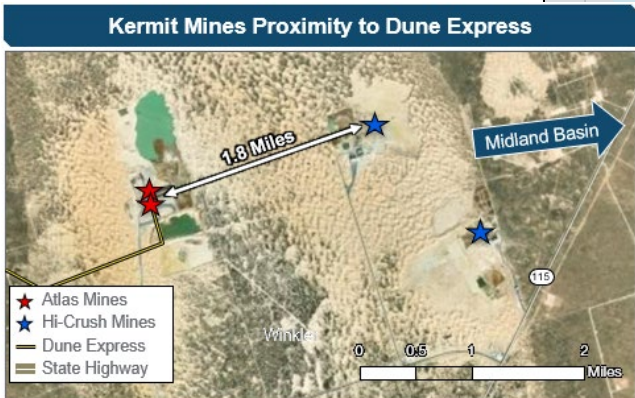 Kermit Mines Proximity to Dune Express
1.8 Miles
Midland Basin
115
Atlas Mines
Hi-Crush Mines
Dune Express
State Highway
Winkler
0 0.5 1 2
Miles